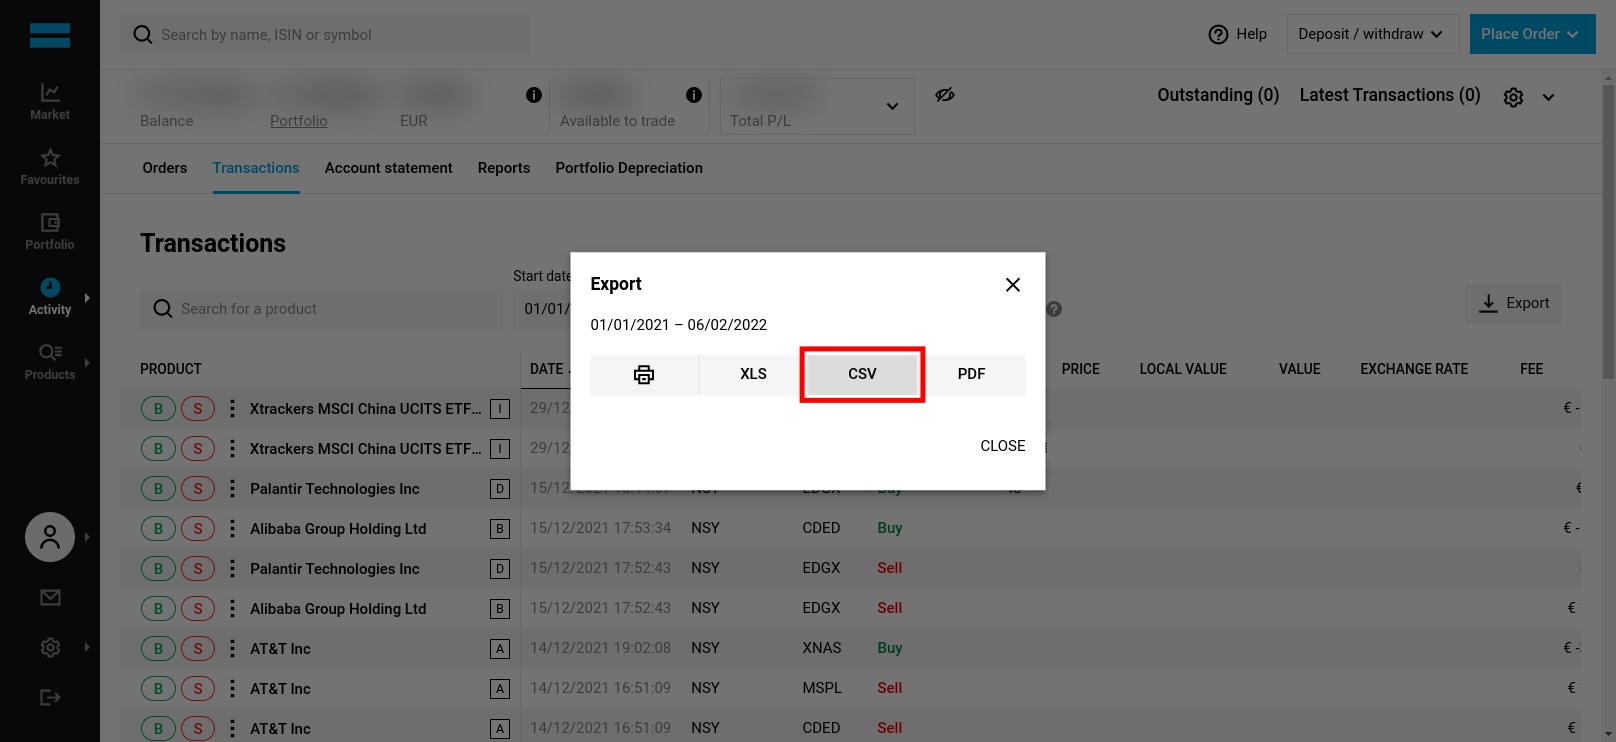 Search by name, ISIN or symbol
Help
Deposit / withdraw
Place Order
Market
Favourites
Portfolio
Activity
Products
Balance
Portfolio
EUR
Available to trade
Total P/L
Outstanding (0)
Latest Transactions (0)
Orders Transactions Account statement Reports Portfolio Depreciation
Transactions
Start date
Search for a product
01/01/
Export
Export
01/01/2021 – 06/02/2022
XLS CSV PDF
CLOSE
PRODUCT DATE PRICE LOCAL VALUE VALUE EXCHANGE RATE FEE
B S Xtrackers MSCI China UCITS ETF... I 29/12 € -
B S Xtrackers MSCI China UCITS ETF... I 29/12
B S Palantir Technologies Inc D 15/12/2021 NSY EDGX Buy €
B S Alibaba Group Holding Ltd B 15/12/2021 17:53:34 NSY CDED Buy € -
B S Palantir Technologies Inc D 15/12/2021 17:52:43 NSY EDGX Sell
B S Alibaba Group Holding Ltd B 15/12/2021 17:52:43 NSY EDGX Sell €
B S AT&T Inc A 14/12/2021 19:02:08 NSY XNAS Buy € -
B S AT&T Inc A 14/12/2021 16:51:09 NSY MSPL Sell €
B S AT&T Inc A 14/12/2021 16:51:09 NSY CDED Sell €